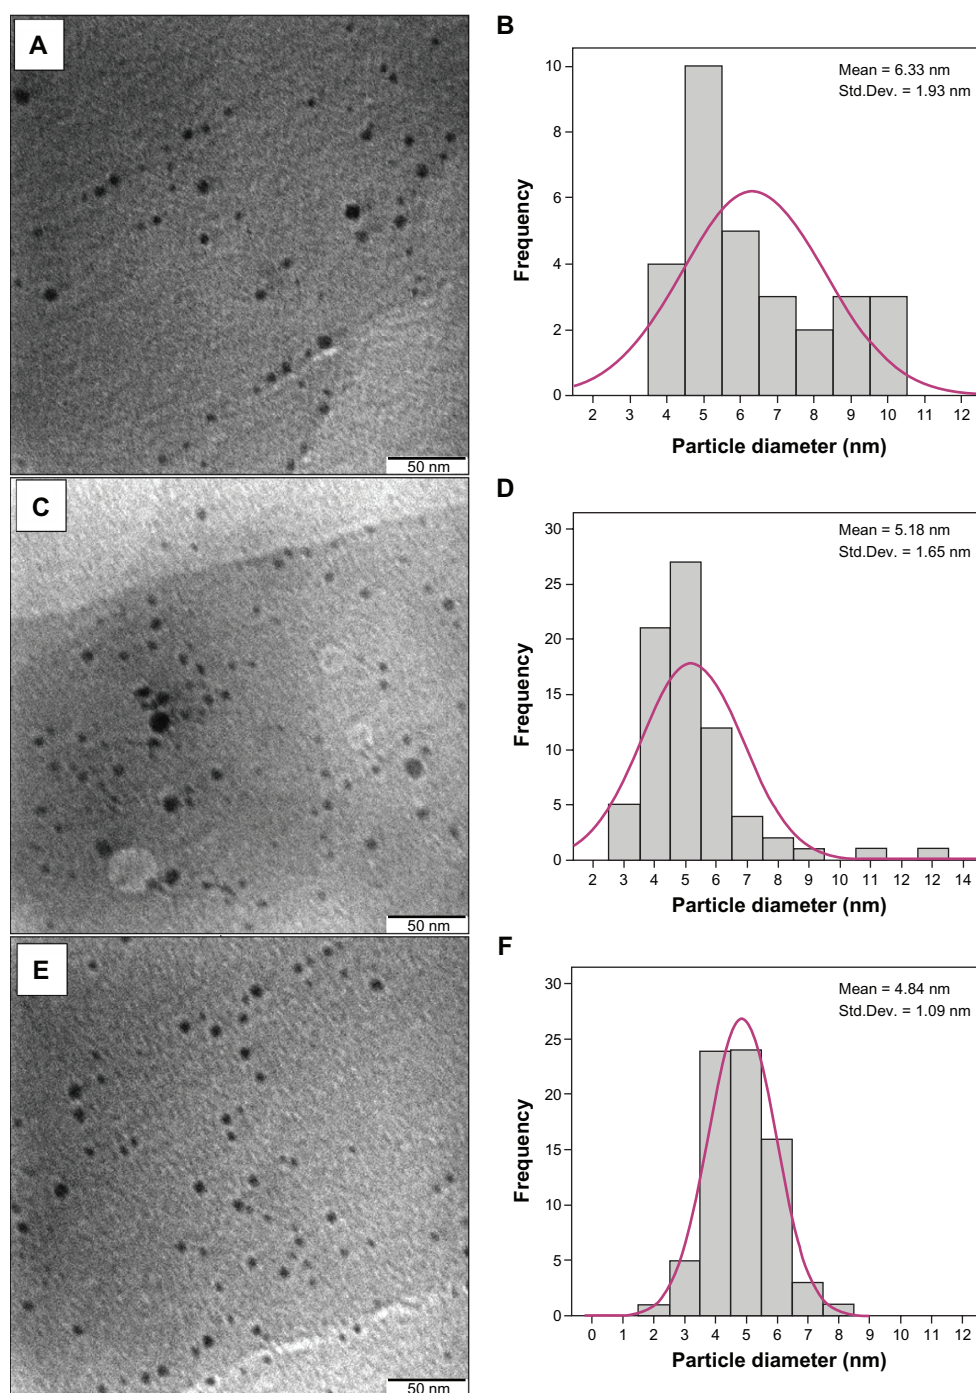 A
50 nm
B
Mean = 6.33 nm
Std.Dev. = 1.93 nm
Frequency
10
8
6
4
2
0
2 3 4 5 6 7 8 9 10 11 12
Particle diameter (nm)
C
50 nm
D
Mean = 5.18 nm
Std.Dev. = 1.65 nm
Frequency
30
25
20
15
10
5
0
2 3 4 5 6 7 8 9 10 11 12 13 14
Particle diameter (nm)
E
50 nm
F
Mean = 4.84 nm
Std.Dev. = 1.09 nm
Frequency
30
25
20
15
10
5
0
0 1 2 3 4 5 6 7 8 9 10 11 12
Particle diameter (nm)